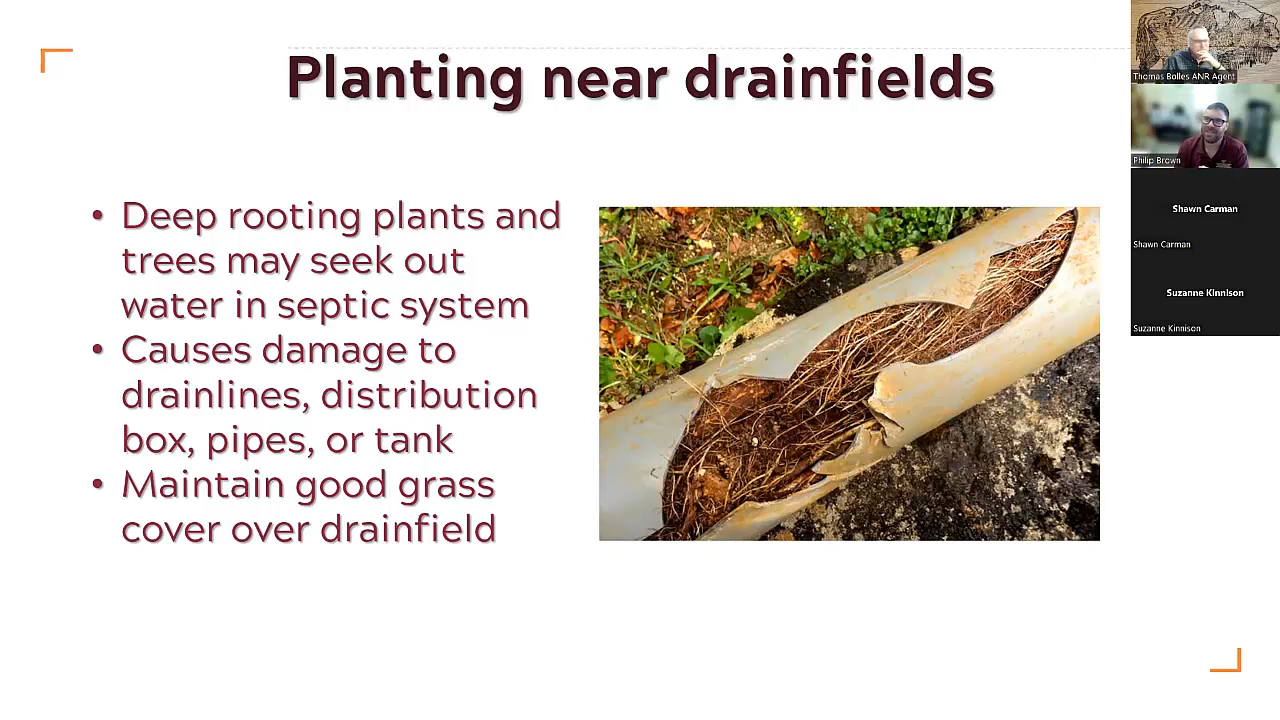 Planting near drainfields
• Deep rooting plants and
trees may seek out
water in septic system
• Causes damage to
drainlines, distribution
box, pipes, or tank
• Maintain good grass
cover over drainfield
Thomas Bolles ANR Agent
Philip Brown
Shawn Carman
Shawn Carman
Suzanne Kinnison
Suzanne Kinnison